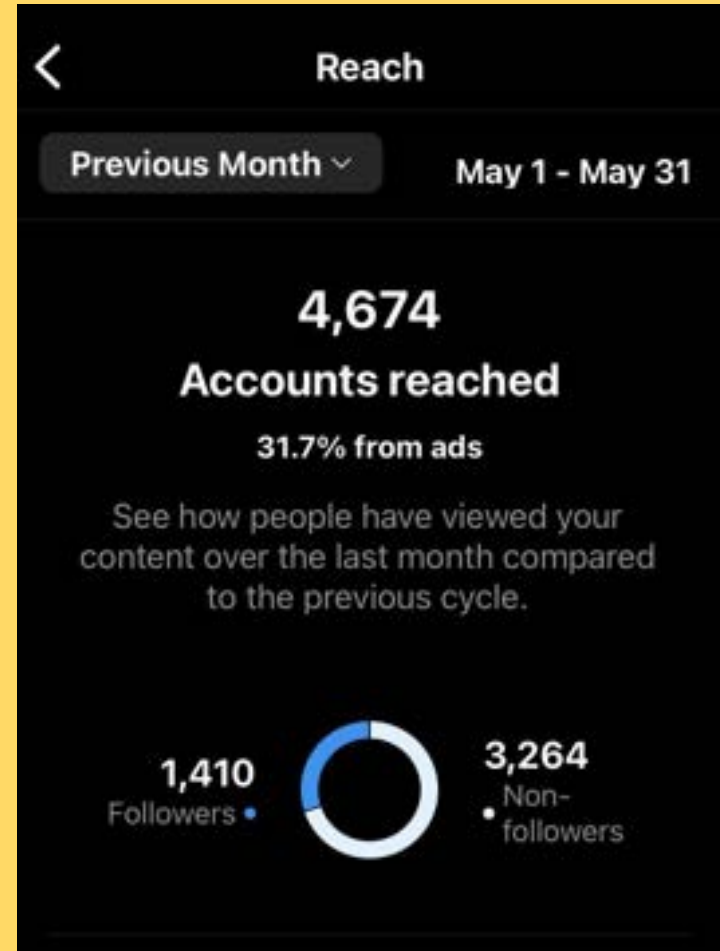 Reach
Previous Month
May 1 - May 31
4,674
Accounts reached
31.7% from ads
See how people have viewed your
content over the last month compared
to the previous cycle.
1,410
Followers
3,264
Non-
followers